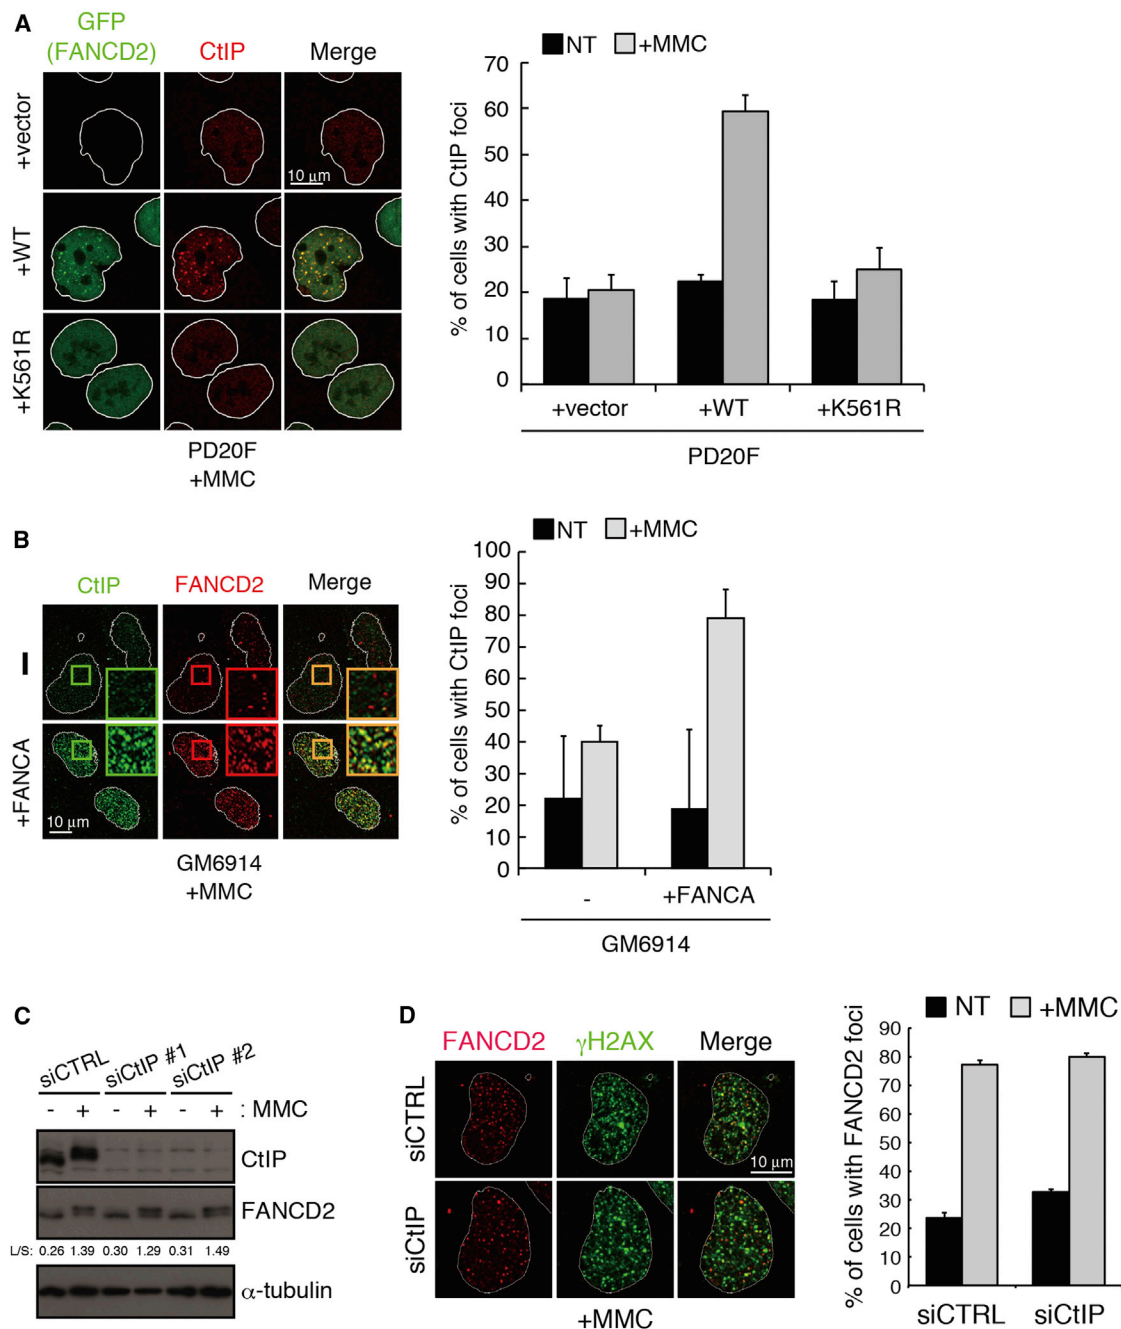 A
GFP
(FANCD2)
CtIP
Merge
+vector
+WT
+K561R
10 μm
PD20F
+MMC
NT
+MMC
% of cells with CtIP foci
70
60
50
40
30
20
10
0
+vector
+WT
+K561R
PD20F
B
CtIP
FANCD2
Merge
-
+FANCA
10 μm
GM6914
+MMC
NT
+MMC
% of cells with CtIP foci
100
90
80
70
60
50
40
30
20
10
0
-
+FANCA
GM6914
C
siCTRL siCtIP #1 siCtIP #2
- + - + - + : MMC
CtIP
FANCD2
L/S: 0.26 1.39 0.30 1.29 0.31 1.49
α-tubulin
D
FANCD2
γH2AX
Merge
siCTRL
siCtIP
10 μm
+MMC
NT
+MMC
% of cells with FANCD2 foci
90
80
70
60
50
40
30
20
10
0
siCTRL
siCtIP